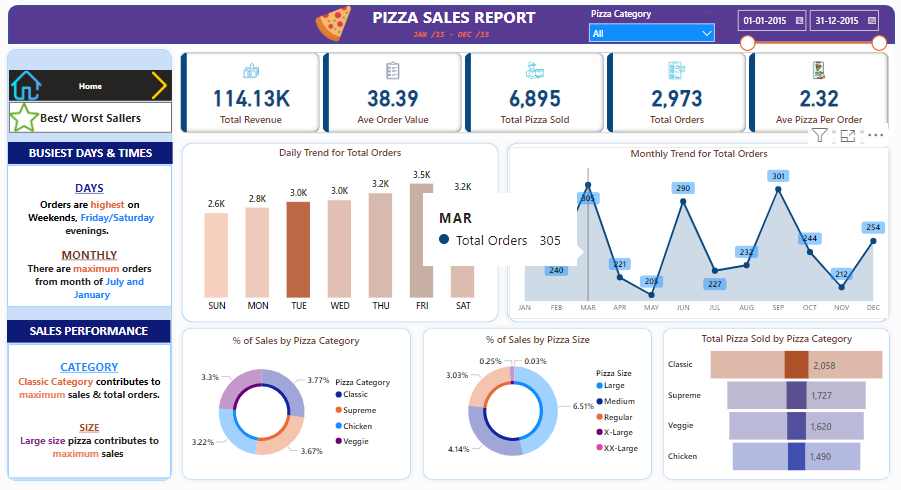 PIZZA SALES REPORT
JAN /15 - DEC /15
Pizza Category
All
01-01-2015
31-12-2015
Home
Best/ Worst Sallers
BUSIEST DAYS & TIMES
DAYS
Orders are highest on
Weekends, Friday/Saturday
evenings.
MONTHLY
There are maximum orders
from month of July and
January
SALES PERFORMANCE
CATEGORY
Classic Category contributes to
maximum sales & total orders.
SIZE
Large size pizza contributes to
maximum sales
114.13K
Total Revenue
38.39
Ave Order Value
6,895
Total Pizza Sold
2,973
Total Orders
2.32
Ave Pizza Per Order
Daily Trend for Total Orders
2.6K
2.8K
3.0K
3.0K
3.2K
3.5K
3.2K
SUN
MON
TUE
WED
THU
FRI
SAT
MAR
Total Orders 305
Monthly Trend for Total Orders
240
305
221
205
290
227
232
301
244
212
254
JAN
FEB
MAR
APR
MAY
JUN
JUL
AUG
SEP
OCT
NOV
DEC
% of Sales by Pizza Category
3.3%
3.77%
3.22%
3.67%
Pizza Category
Classic
Supreme
Chicken
Veggie
% of Sales by Pizza Size
0.25%
0.03%
3.03%
6.51%
4.14%
Pizza Size
Large
Medium
Regular
X-Large
XX-Large
Total Pizza Sold by Pizza Category
Classic
2,058
Supreme
1,727
Veggie
1,620
Chicken
1,490